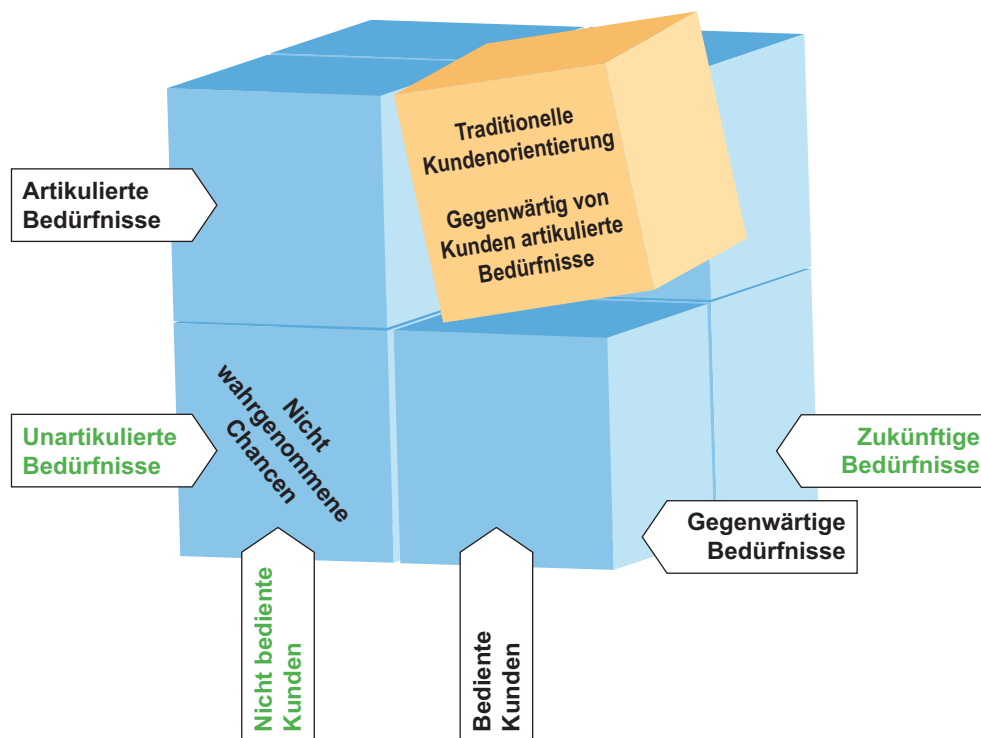 Traditionelle
Kundenorientierung
Gegenwärtig von
Kunden artikulierte
Bedürfnisse
Artikulierte
Bedürfnisse
Nicht
wahrgenommene
Chancen
Unartikulierte
Bedürfnisse
Zukünftige
Bedürfnisse
Gegenwärtige
Bedürfnisse
Nicht bediente
Kunden
Bediente
Kunden